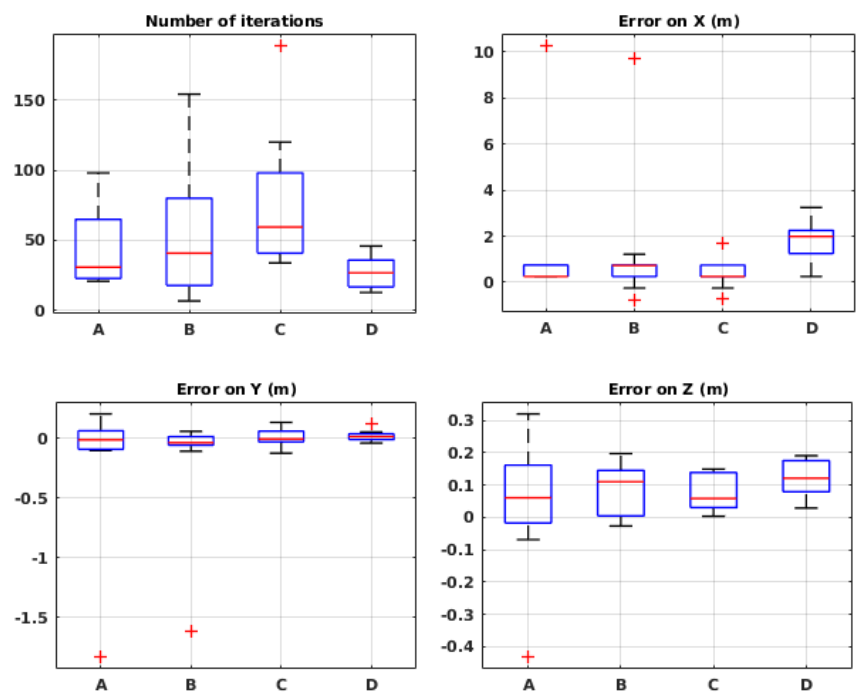 Number of iterations
150
100
50
0
A B C D
Error on X (m)
10
8
6
4
2
0
A B C D
Error on Y (m)
0
-0.5
-1
-1.5
A B C D
Error on Z (m)
0.3
0.2
0.1
0
-0.1
-0.2
-0.3
-0.4
A B C D